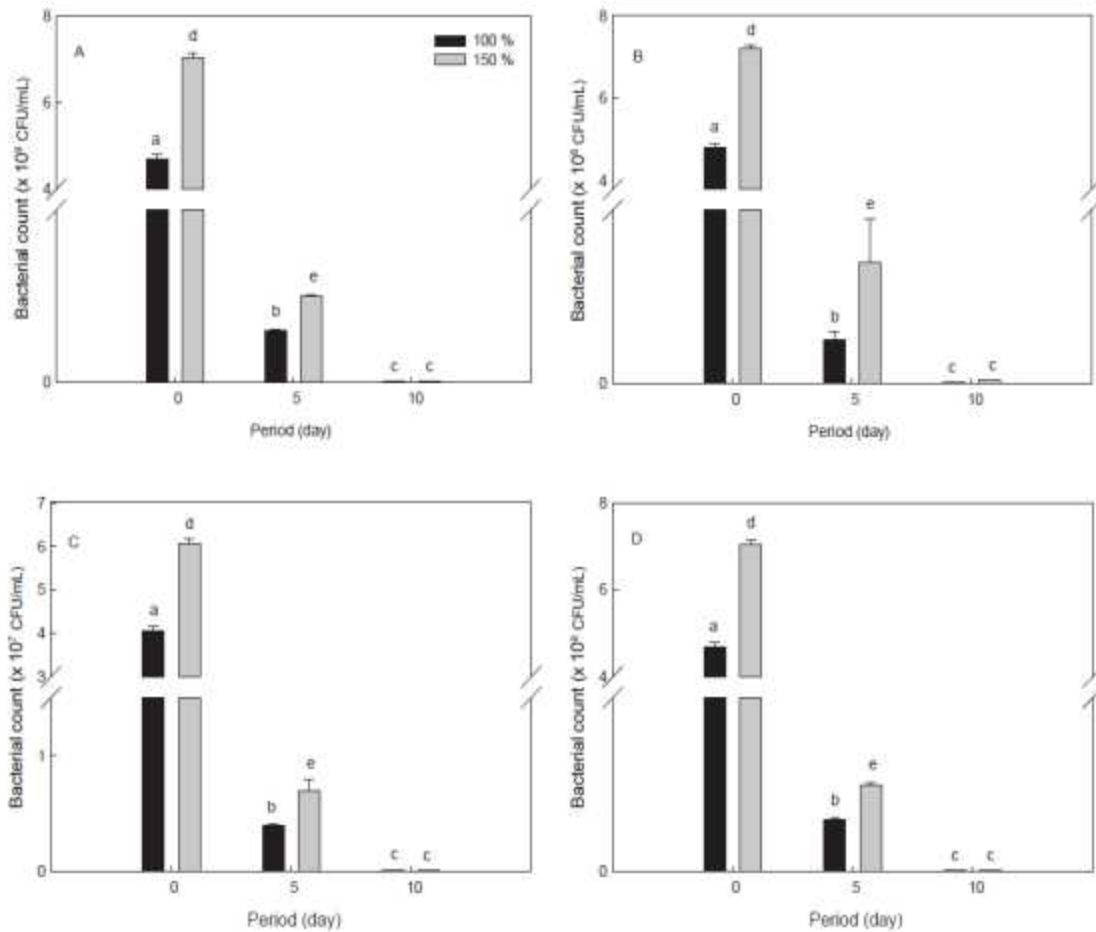 A
100 %
150 %
Bacterial count (x CFU/mL)
8
6
4
0
a
d
b
e
c
c
0
5
10
Period (day)
B
Bacterial count (x CFU/mL)
8
6
4
0
a
d
b
e
c
c
0
5
10
Period (day)
C
Bacterial count (x 10⁷ CFU/mL)
7
6
5
4
3
1
0
a
d
b
e
c
c
0
5
10
Period (day)
D
Bacterial count (x CFU/mL)
8
6
4
0
a
d
b
e
c
c
0
5
10
Period (day)